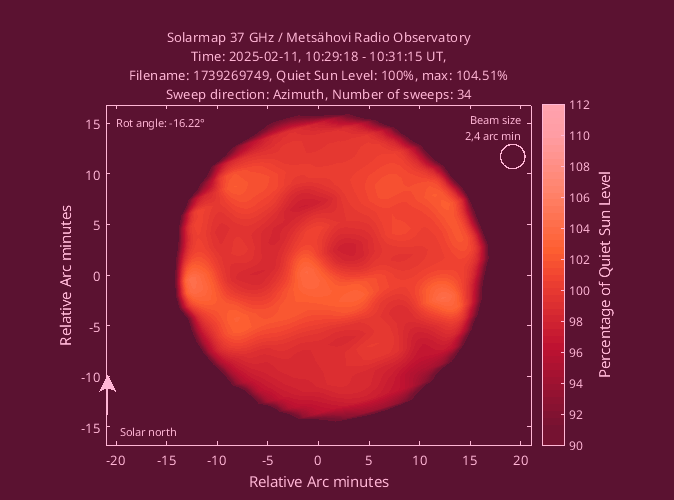 Solarmap 37 GHz / Metsähovi Radio Observatory
Time: 2025-02-11, 10:29:18 - 10:31:15 UT,
Filename: 1739269749, Quiet Sun Level: 100%, max: 104.51%
Sweep direction: Azimuth, Number of sweeps: 34
Rot angle: -16.22°
Beam size
2,4 arc min
Solar north
Relative Arc minutes
15
10
5
0
-5
-10
-15
-20
-15
-10
-5
0
5
10
15
20
Relative Arc minutes
112
110
108
106
104
102
100
98
96
94
92
90
Percentage of Quiet Sun Level